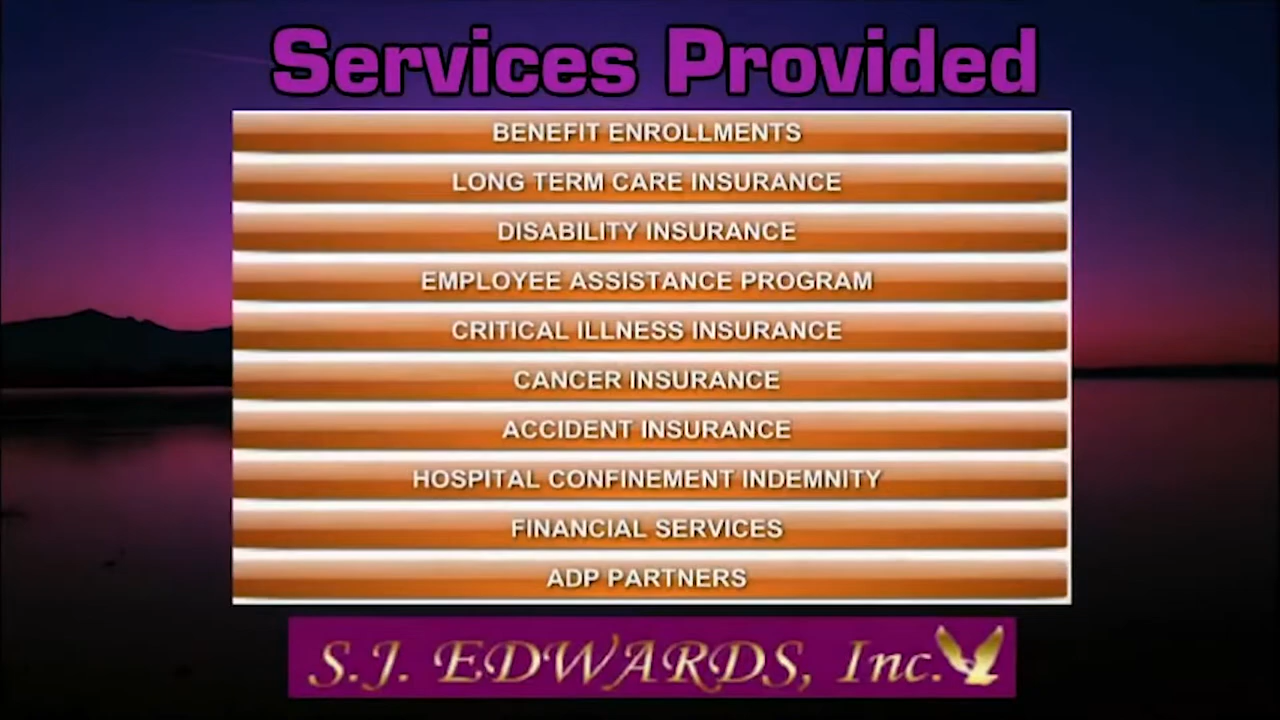 Services Provided
BENEFIT ENROLLMENTS
LONG TERM CARE INSURANCE
DISABILITY INSURANCE
EMPLOYEE ASSISTANCE PROGRAM
CRITICAL ILLNESS INSURANCE
CANCER INSURANCE
ACCIDENT INSURANCE
HOSPITAL CONFINEMENT INDEMNITY
FINANCIAL SERVICES
ADP PARTNERS
S.J. EDWARDS, Inc.